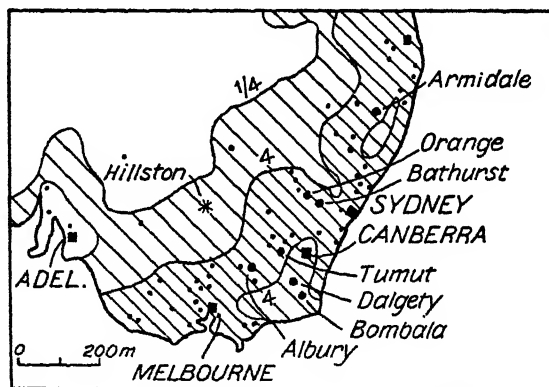 1/4
Armidale
Orange
Bathurst
Hillston
4
SYDNEY
CANBERRA
ADEL.
Tumut
Dalgety
4
Bombala
Albury
0 200m
MELBOURNE